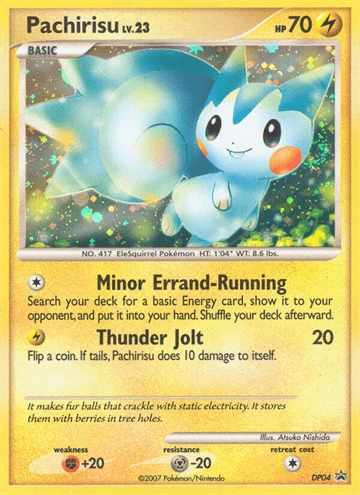 Pachirisu LV.23 HP 70
BASIC
NO. 417 EleSquirrel Pokémon HT: 1'04" WT: 8.6 lbs.
Minor Errand-Running
Search your deck for a basic Energy card, show it to your
opponent, and put it into your hand. Shuffle your deck afterward.
Thunder Jolt 20
Flip a coin. If tails, Pachirisu does 10 damage to itself.
It makes fur balls that crackle with static electricity. It stores
them with berries in tree holes.
Illus. Atsuko Nishida
weakness resistance retreat cost
+20 -20
©2007 Pokémon/Nintendo DP04